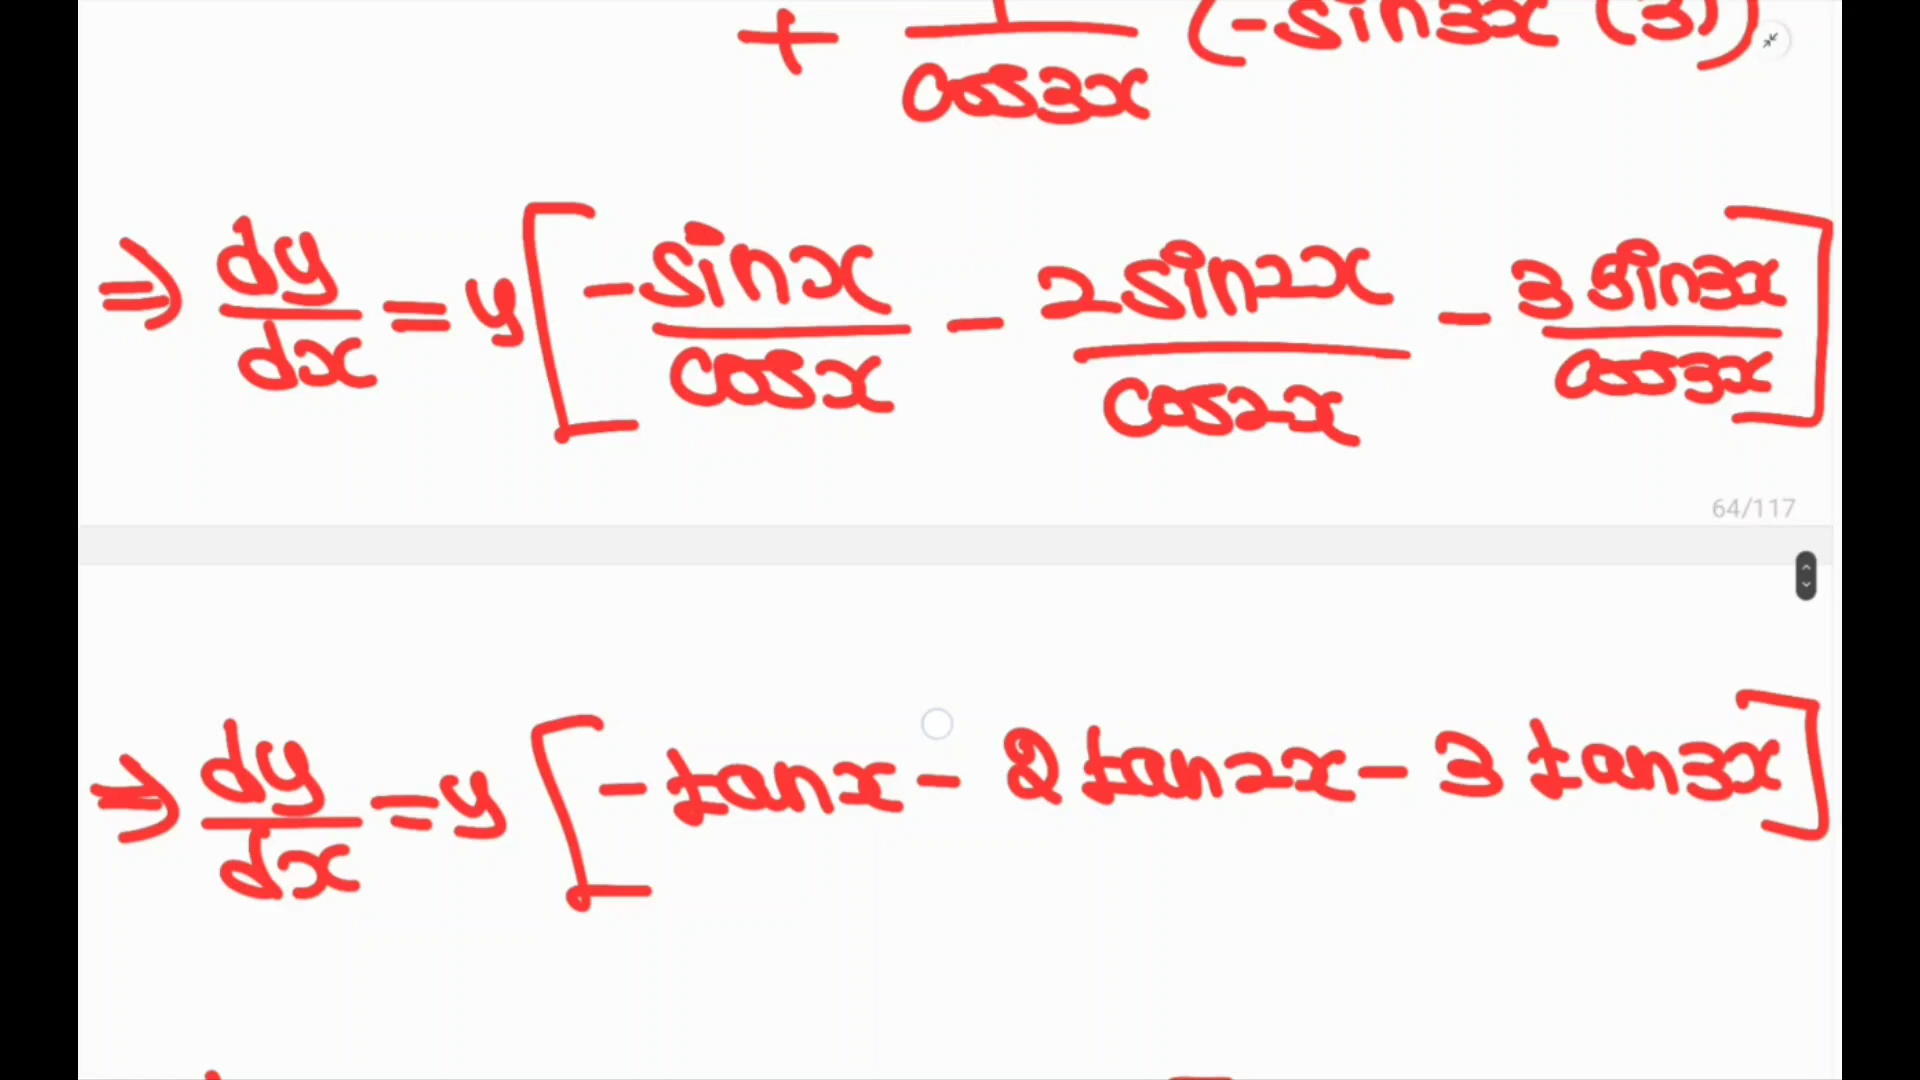 + 1/cos3x (-sin3x (3))
⇒ dy/dx = y [ -sinx/cosx - 2sin2x/cos2x - 3sin3x/cos3x ]
64/117
⇒ dy/dx = y [ -tanx - 2tan2x - 3tan3x ]